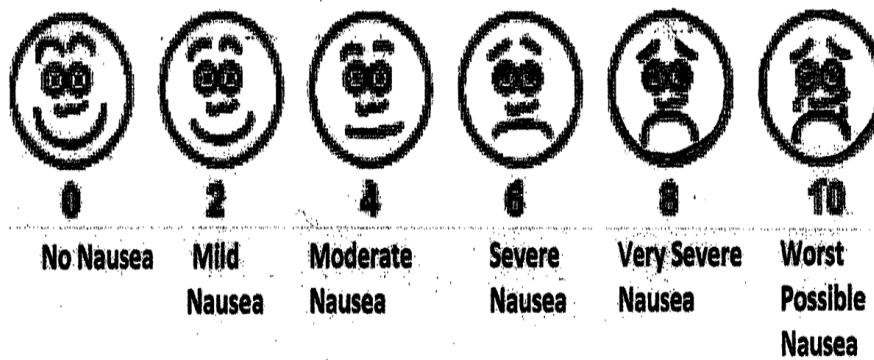 0 2 4 6 8 10
No Nausea Mild Moderate Severe Very Severe Worst
Nausea Nausea Nausea Nausea Possible
Nausea